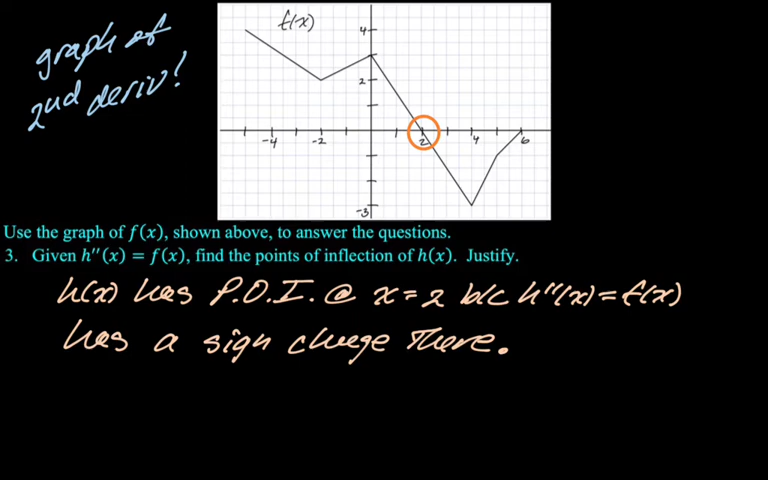 graph of
2nd deriv!
f(x)
4
2
-4
-2
2
4
6
-3
Use the graph of f(x), shown above, to answer the questions.
3. Given h''(x) = f(x), find the points of inflection of h(x). Justify.
h(x) has P.O.I. @ x=2 b/c h''(x)=f(x)
has a sign change there.